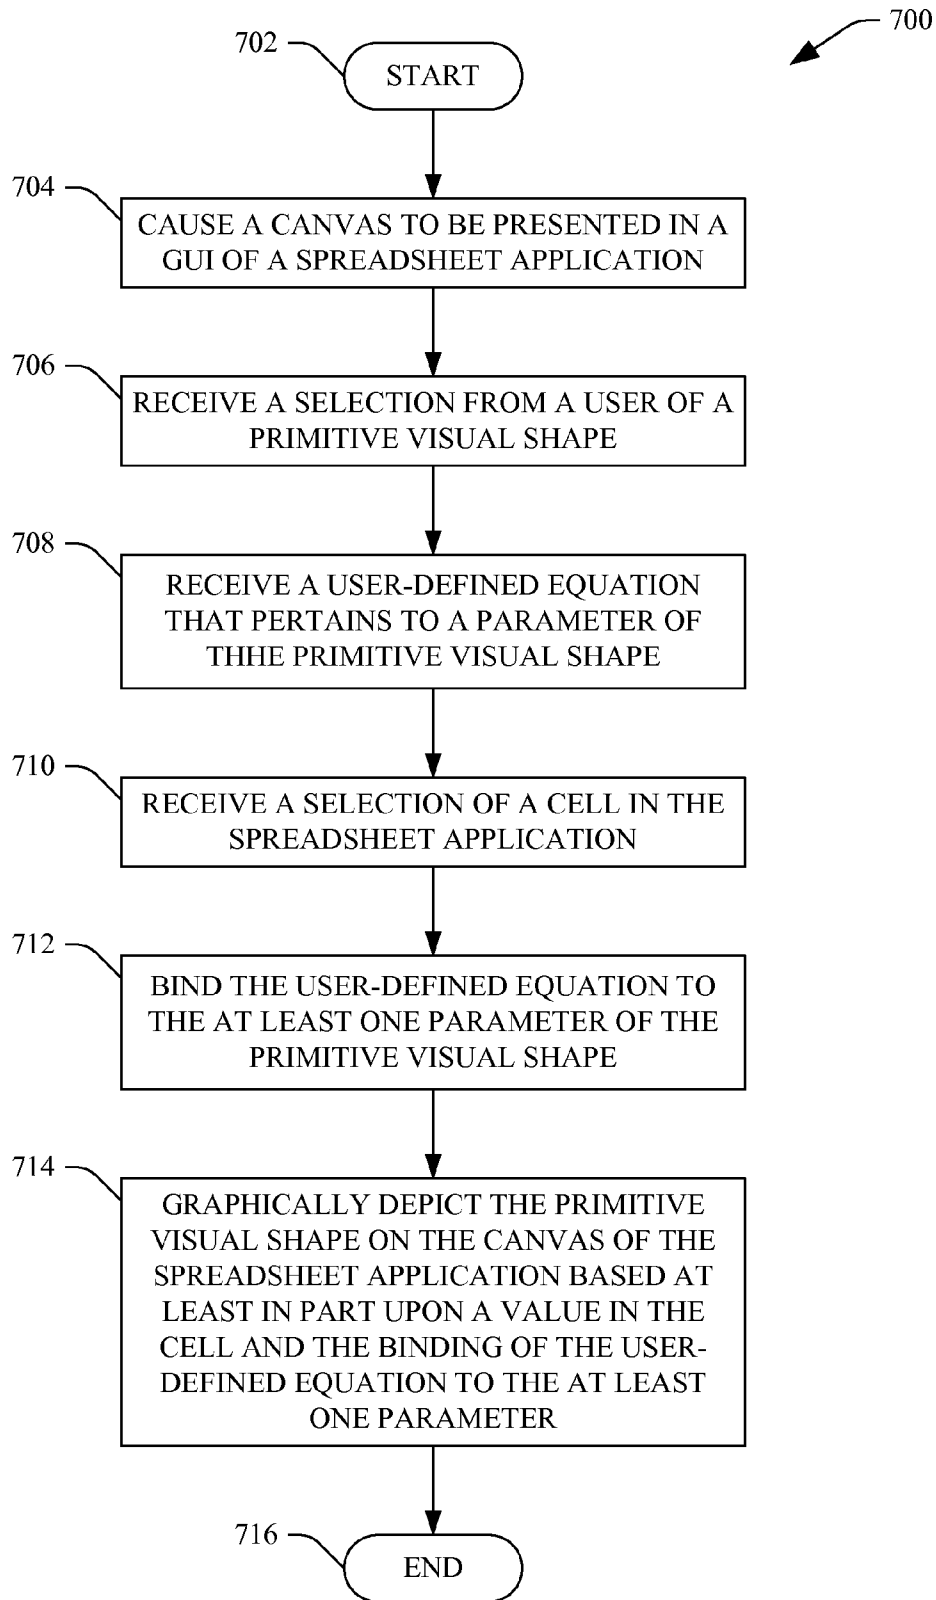 700
702
START
704
CAUSE A CANVAS TO BE PRESENTED IN A
GUI OF A SPREADSHEET APPLICATION
706
RECEIVE A SELECTION FROM A USER OF A
PRIMITIVE VISUAL SHAPE
708
RECEIVE A USER-DEFINED EQUATION
THAT PERTAINS TO A PARAMETER OF
THHE PRIMITIVE VISUAL SHAPE
710
RECEIVE A SELECTION OF A CELL IN THE
SPREADSHEET APPLICATION
712
BIND THE USER-DEFINED EQUATION TO
THE AT LEAST ONE PARAMETER OF THE
PRIMITIVE VISUAL SHAPE
714
GRAPHICALLY DEPICT THE PRIMITIVE
VISUAL SHAPE ON THE CANVAS OF THE
SPREADSHEET APPLICATION BASED AT
LEAST IN PART UPON A VALUE IN THE
CELL AND THE BINDING OF THE USER-
DEFINED EQUATION TO THE AT LEAST
ONE PARAMETER
716
END